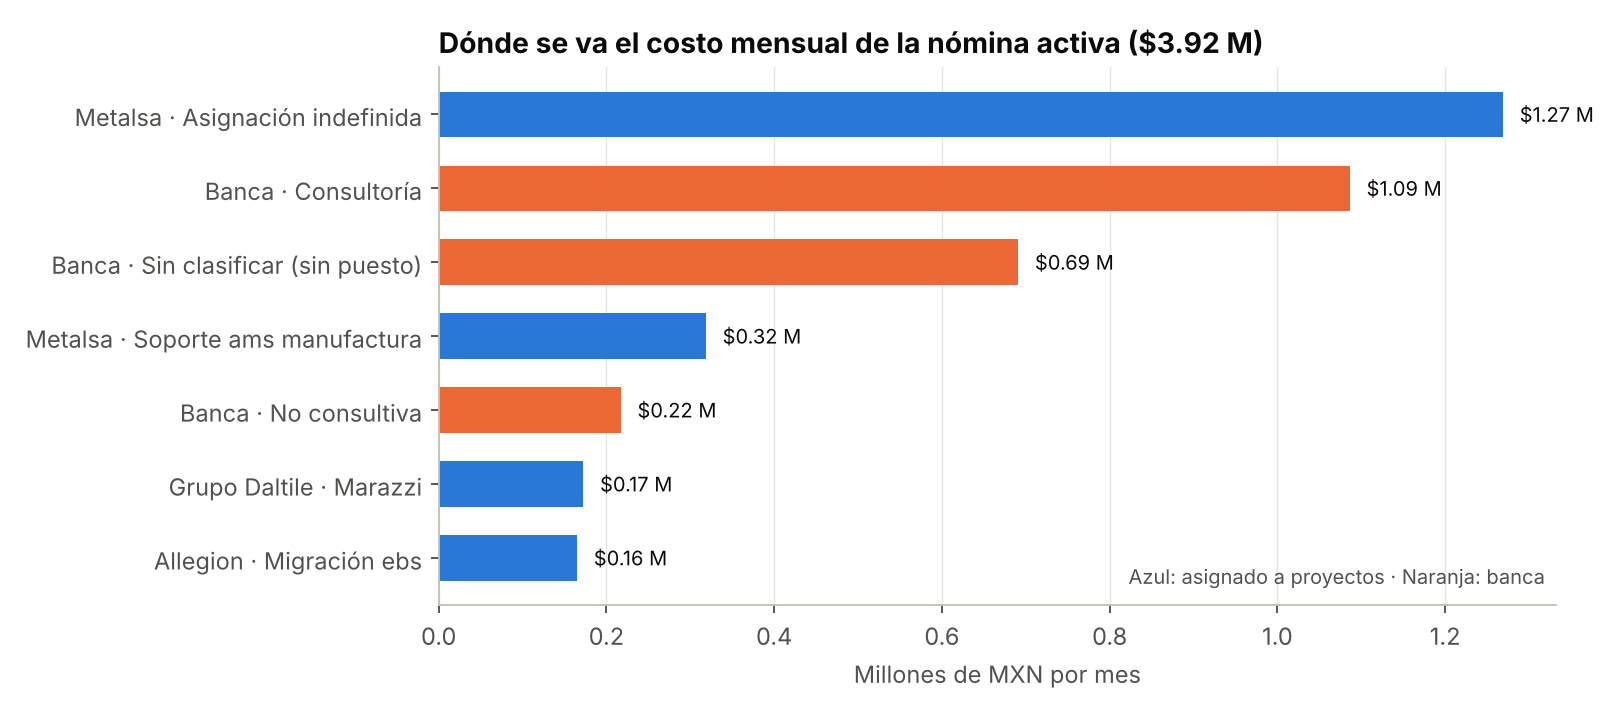 Dónde se va el costo mensual de la nómina activa ($3.92 M)
Metalsa · Asignación indefinida
$1.27 M
Banca · Consultoría
$1.09 M
Banca · Sin clasificar (sin puesto)
$0.69 M
Metalsa · Soporte ams manufactura
$0.32 M
Banca · No consultiva
$0.22 M
Grupo Daltile · Marazzi
$0.17 M
Allegion · Migración ebs
$0.16 M
Azul: asignado a proyectos · Naranja: banca
0.0 0.2 0.4 0.6 0.8 1.0 1.2
Millones de MXN por mes